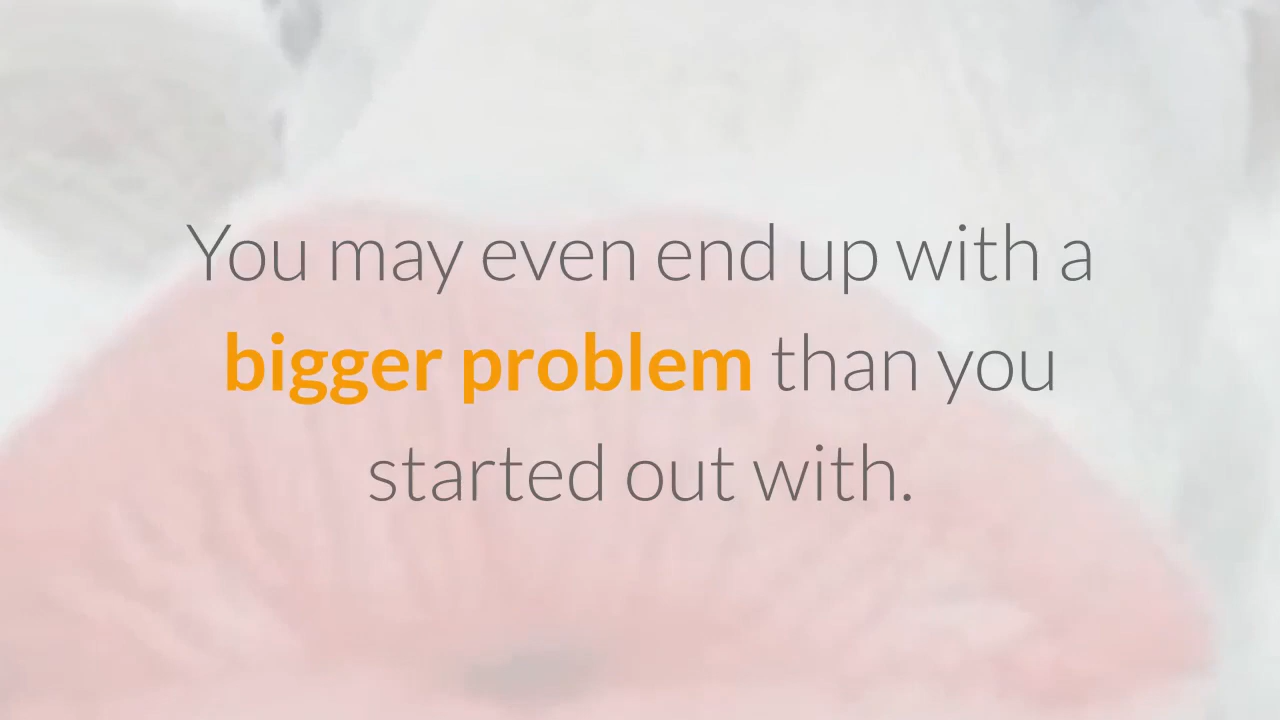 You may even end up with a
bigger problem than you
started out with.